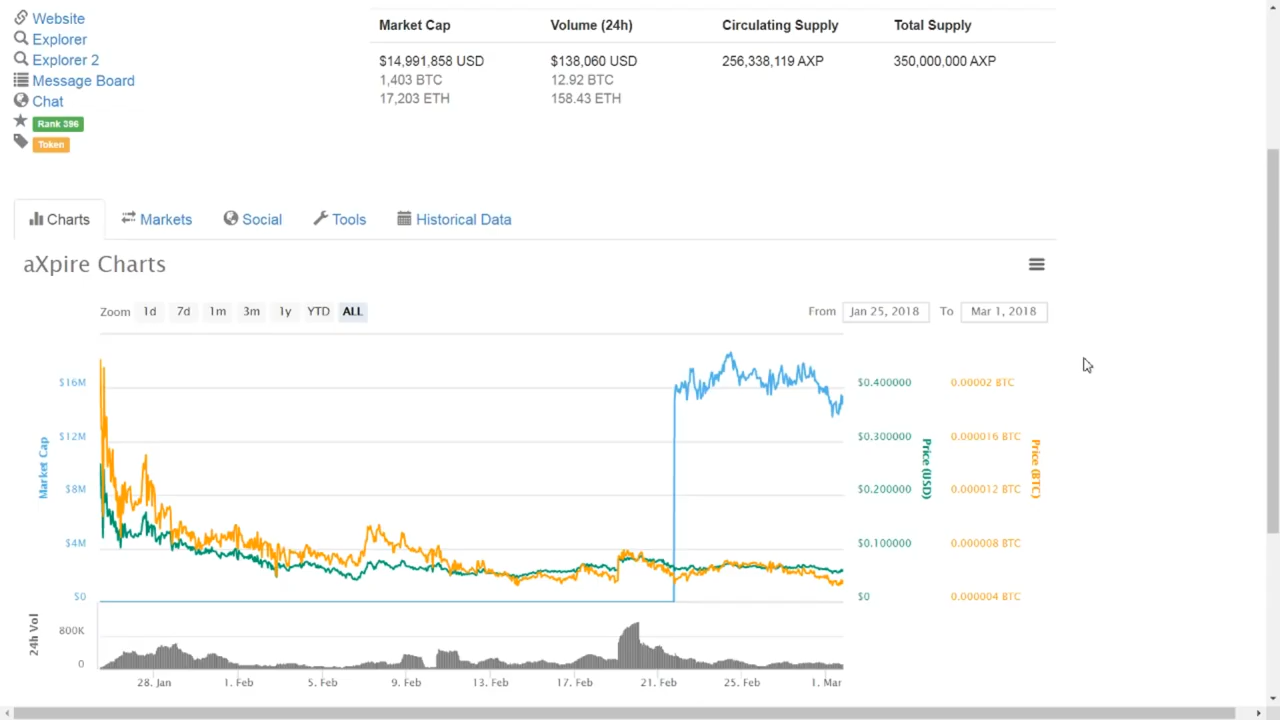 Website
Explorer
Explorer 2
Message Board
Chat
Rank 396
Token
Market Cap Volume (24h) Circulating Supply Total Supply
$14,991,858 USD $138,060 USD 256,338,119 AXP 350,000,000 AXP
1,403 BTC 12.92 BTC
17,203 ETH 158.43 ETH
Charts Markets Social Tools Historical Data
aXpire Charts
Zoom 1d 7d 1m 3m 1y YTD ALL From Jan 25, 2018 To Mar 1, 2018
$16M $0.400000 0.00002 BTC
$12M $0.300000 0.000016 BTC
Market Cap Price (USD) Price (BTC)
$8M $0.200000 0.000012 BTC
$4M $0.100000 0.000008 BTC
$0 $0 0.000004 BTC
24h Vol
800K
0
28. Jan 1. Feb 5. Feb 9. Feb 13. Feb 17. Feb 21. Feb 25. Feb 1. Mar